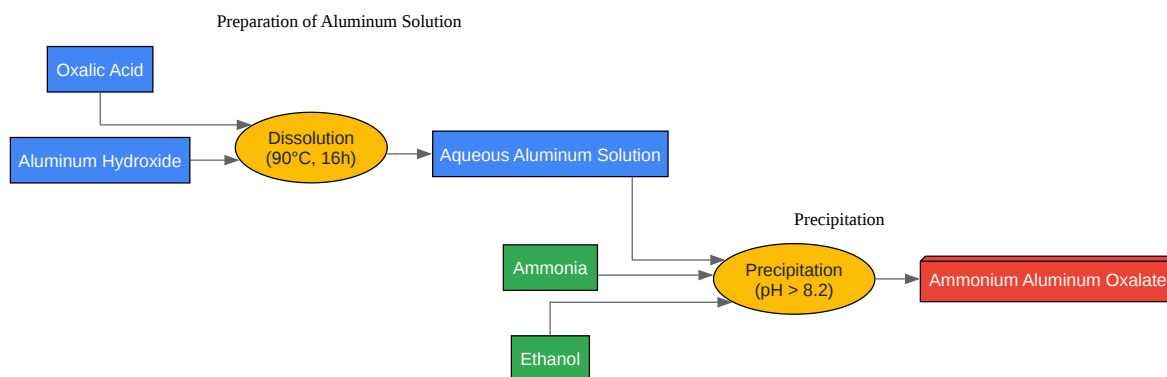 Preparation of Aluminum Solution
Oxalic Acid
Aluminum Hydroxide
Dissolution
(90°C, 16h)
Aqueous Aluminum Solution
Precipitation
Ammonia
Precipitation
(pH > 8.2)
Ammonium Aluminum Oxalate
Ethanol